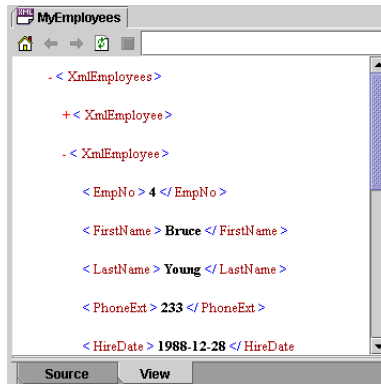 XML MyEmployees
- < XmlEmployees >
+ < XmlEmployee >
- < XmlEmployee >
< EmpNo > 4 </ EmpNo >
< FirstName > Bruce </ FirstName >
< LastName > Young </ LastName >
< PhoneExt > 233 </ PhoneExt >
< HireDate > 1988-12-28 </ HireDate
Source View